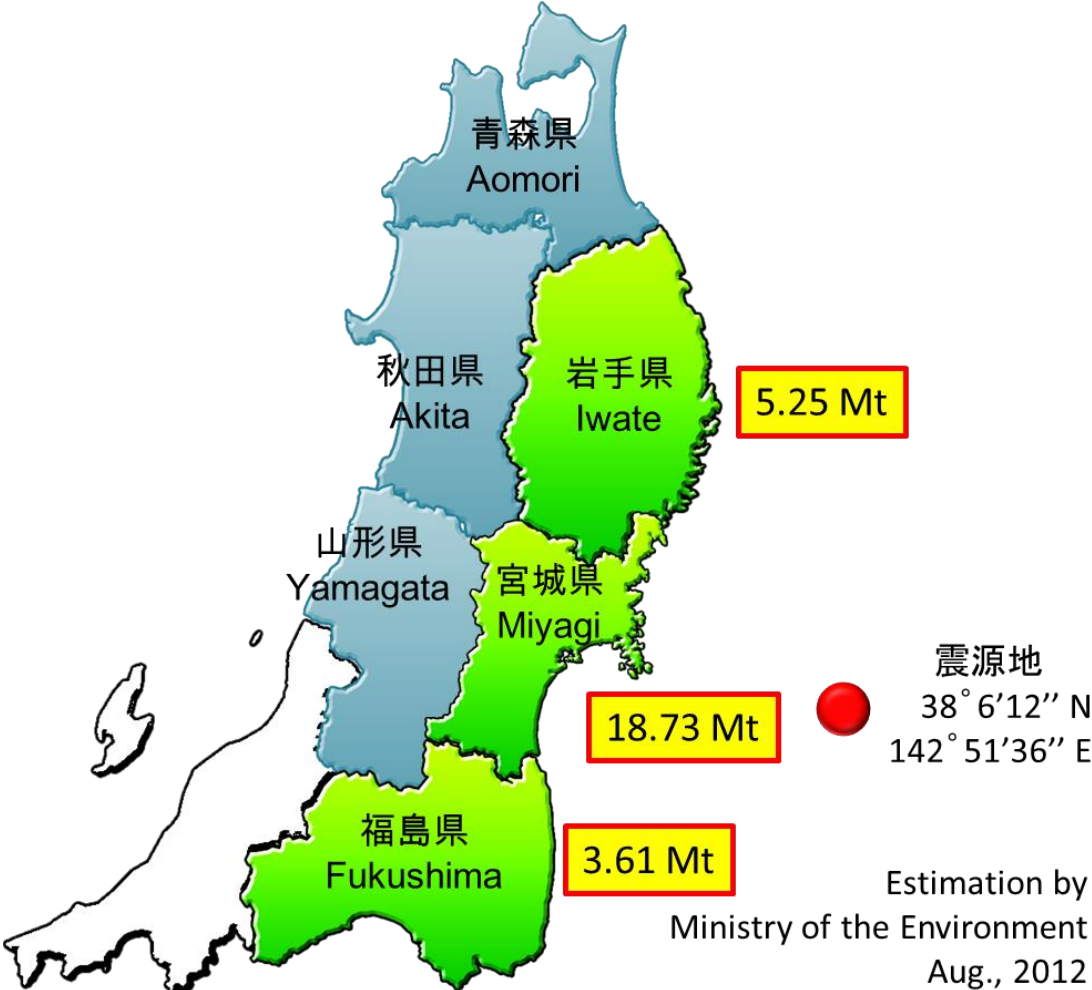 青森県
Aomori
秋田県
Akita
岩手県
Iwate
5.25 Mt
山形県
Yamagata
宮城県
Miyagi
18.73 Mt
震源地
38°6’12’’ N
142°51’36’’ E
福島県
Fukushima
3.61 Mt
Estimation by
Ministry of the Environment
Aug., 2012